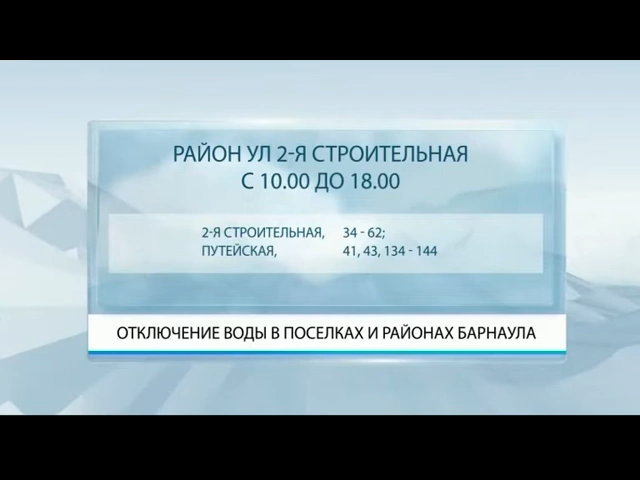 РАЙОН УЛ 2-Я СТРОИТЕЛЬНАЯ
С 10.00 ДО 18.00
2-Я СТРОИТЕЛЬНАЯ, 34 - 62;
ПУТЕЙСКАЯ, 41, 43, 134 - 144
ОТКЛЮЧЕНИЕ ВОДЫ В ПОСЕЛКАХ И РАЙОНАХ БАРНАУЛА